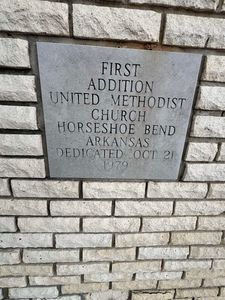 FIRST
ADDITION
UNITED METHODIST
CHURCH
HORSESHOE BEND
ARKANSAS
DEDICATED OCT 21
1979